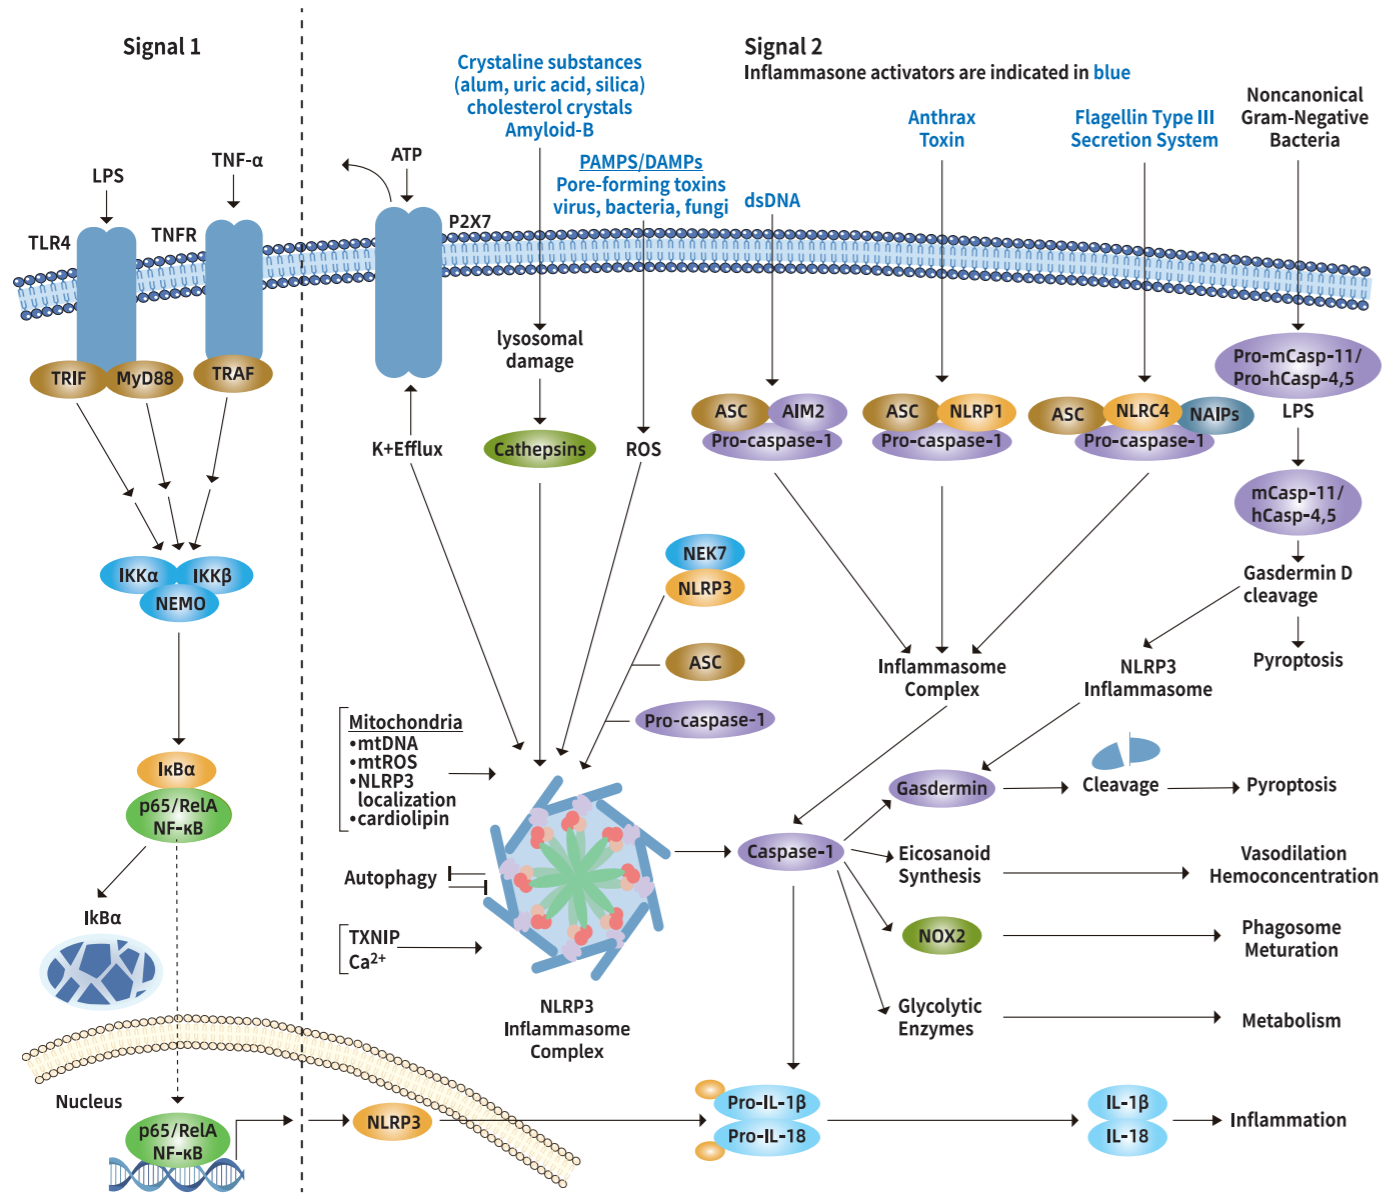 Signal 1
Signal 2
Inflammasone activators are indicated in blue
LPS
TNF-α
TLR4
TNFR
TRIF
MyD88
TRAF
IKKα
IKKβ
NEMO
IκBα
p65/RelA
NF-κB
IkBα
Nucleus
p65/RelA
NF-κB
ATP
P2X7
K+Efflux
Crystaline substances
(alum, uric acid, silica)
cholesterol crystals
Amyloid-B
lysosomal
damage
Cathepsins
PAMPS/DAMPs
Pore-forming toxins
virus, bacteria, fungi
ROS
dsDNA
ASC
AIM2
Pro-caspase-1
Anthrax
Toxin
ASC
NLRP1
Pro-caspase-1
Flagellin Type III
Secretion System
ASC
NLRC4
NAIPs
Pro-caspase-1
Noncanonical
Gram-Negative
Bacteria
Pro-mCasp-11/
Pro-hCasp-4,5
LPS
mCasp-11/
hCasp-4,5
Gasdermin D
cleavage
Pyroptosis
NEK7
NLRP3
ASC
Pro-caspase-1
Inflammasome
Complex
NLRP3
Inflammasome
Mitochondria
•mtDNA
•mtROS
•NLRP3
localization
•cardiolipin
Autophagy
TXNIP
Ca2+
NLRP3
Inflammasome
Complex
Caspase-1
Gasdermin
Cleavage
Pyroptosis
Eicosanoid
Synthesis
Vasodilation
Hemoconcentration
NOX2
Phagosome
Meturation
Glycolytic
Enzymes
Metabolism
NLRP3
Pro-IL-1β
Pro-IL-18
IL-1β
IL-18
Inflammation